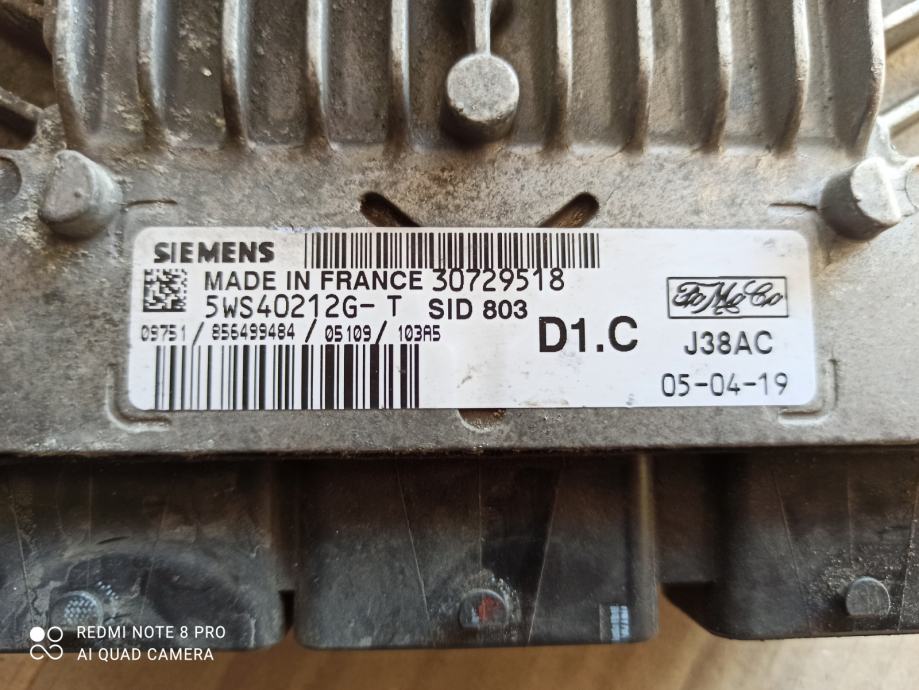 SIEMENS
MADE IN FRANCE 30729518
5WS40212G-T SID 803
09751 / 856499484 / 05109 / 103A5
D1.C
FoMoCo
J38AC
05-04-19
REDMI NOTE 8 PRO
AI QUAD CAMERA